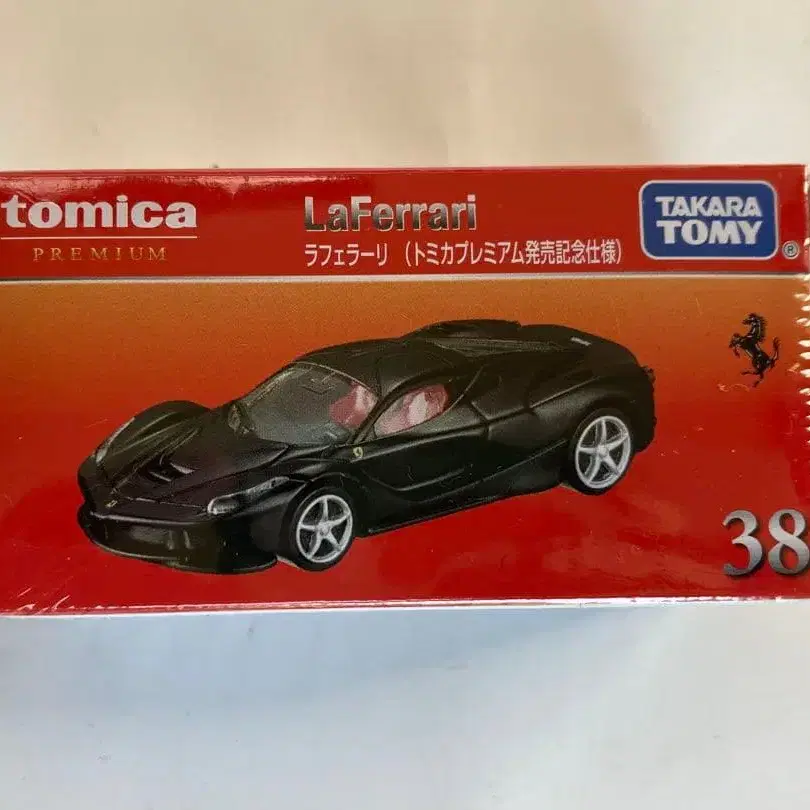 tomica
PREMIUM
LaFerrari
ラフェラーリ (トミカプレミアム発売記念仕様)
TAKARA
TOMY
®
38